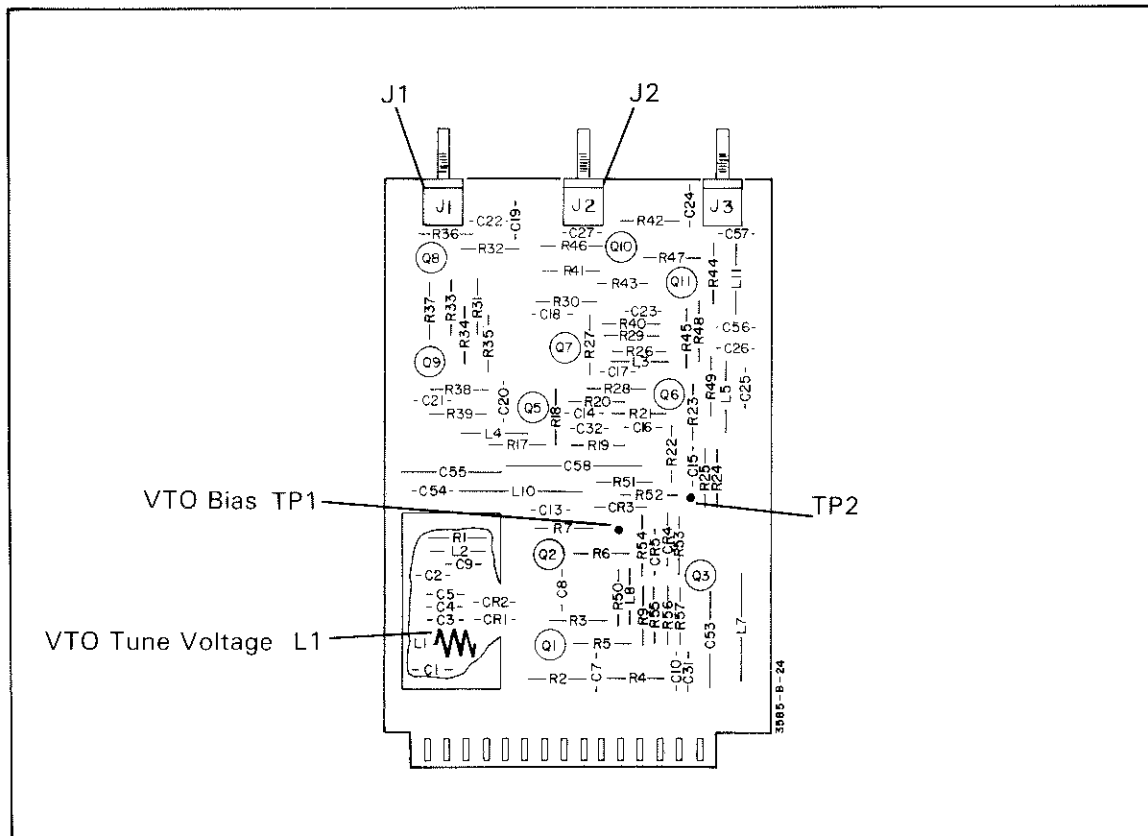 J1 J2
J1 J2 J3
C22 C19 R42 C24
R36 C27 C57
R32 R46 Q10
Q8 R47 R44 L11
R41 R43 Q11
R37 R33 R31 R30
R34 R35 C18 C23
R27 R40 R45 R48 C56
R29
Q9 Q7 R26 C26
L3
C17
R38 C20 R28 Q6 R49 L5 C25
C21 Q5 R18 R20 R23
R39 C14 R21
L4 C32 C16
R17 R19 R22
C58 C15
C55 R51 R25 R24
C54 L10 R52
VTO Bias TP1 C13 CR3 TP2
R7
R1 R54 CR5 CR4 R53
L2 Q2 R6
C9
C2 C8 Q3
C5 CR2 R50 L8
C4
C3 CR1 R3 R9 R55 R56 R57 C53 L7
VTO Tune Voltage L1 L1 Q1 R5
C1 R2 C7 R4 C10 C31
3585-B-24